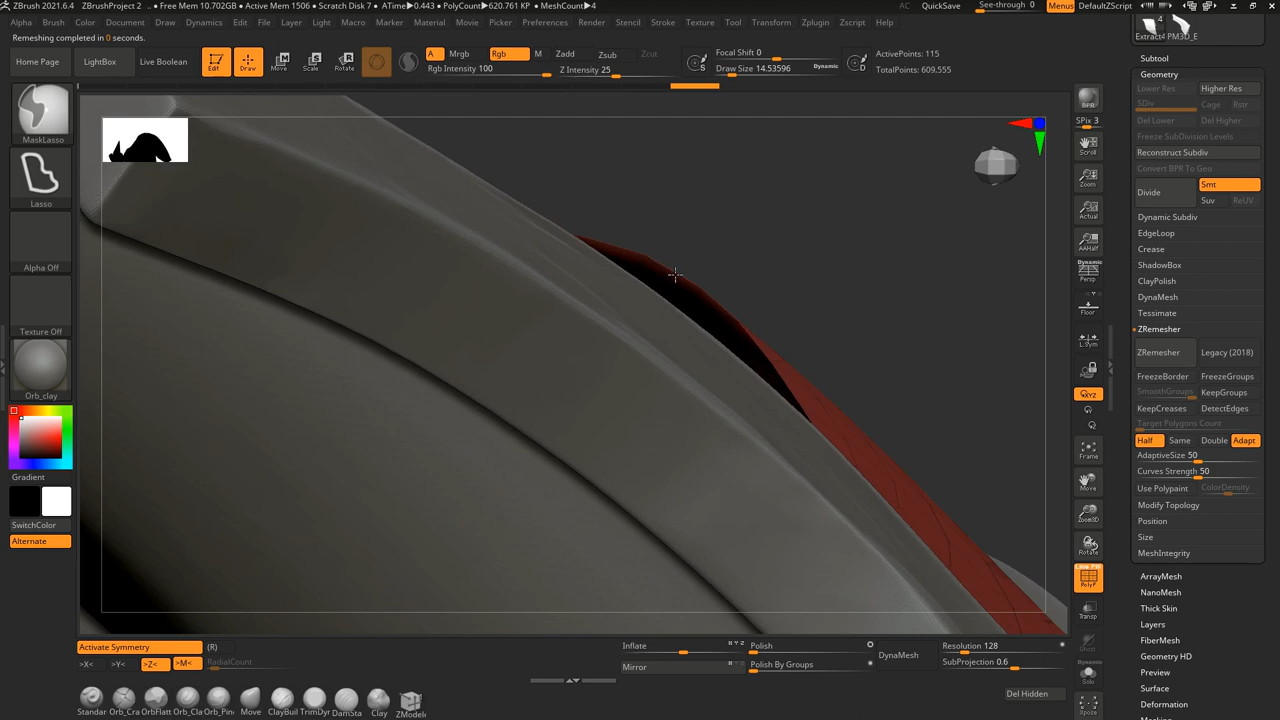 ZBrush 2021.6.4 ZBrushProject 2 .. • Free Mem 10.702GB • Active Mem 1506 • Scratch Disk 7 • ATime▶0.443 • PolyCount▶620.761 KP • MeshCount▶4 AC QuickSave See-through 0 Menus DefaultZScript
Alpha Brush Color Document Draw Dynamics Edit File Layer Light Macro Marker Material Movie Picker Preferences Render Stencil Stroke Texture Tool Transform Zplugin Zscript Help
Remeshing completed in 0 seconds.
Home Page LightBox Live Boolean Edit Draw Move Scale Rotate
A Mrgb Rgb M Zadd Zsub Zcut
Rgb Intensity 100 Z Intensity 25
S Focal Shift 0
Draw Size 14.53596 Dynamic D
ActivePoints: 115
TotalPoints: 609,555
MaskLasso
Lasso
Alpha Off
Texture Off
Orb_clay
Gradient
SwitchColor
Alternate
BPR
SPix 3
Scroll
Zoom
Actual
AAHalf
Dynamic
Persp
Floor
L.Sym
XYZ
Frame
Move
Zoom3D
Rotate
Line Fill
PolyF
Transp
Ghost
Dynamic
Solo
Xpose
4
Extract4 PM3D_E
Subtool
Geometry
Lower Res Higher Res
SDiv Cage Rstr
Del Lower Del Higher
Freeze SubDivision Levels
Reconstruct Subdiv
Convert BPR To Geo
Divide Smt
Suv ReUV
Dynamic Subdiv
EdgeLoop
Crease
ShadowBox
ClayPolish
DynaMesh
Tessimate
ZRemesher
ZRemesher Legacy (2018)
FreezeBorder FreezeGroups
SmoothGroups KeepGroups
KeepCreases DetectEdges
Target Polygons Count
Half Same Double Adapt
AdaptiveSize 50
Curves Strength 50
Use Polypaint ColorDensity
Modify Topology
Position
Size
MeshIntegrity
ArrayMesh
NanoMesh
Thick Skin
Layers
FiberMesh
Geometry HD
Preview
Surface
Deformation
Masking
Activate Symmetry (R)
>X< >Y< >Z< >M< RadialCount
Inflate X Y Z Polish
Mirror X Y Z Polish By Groups
DynaMesh
Resolution 128
SubProjection 0.6
Del Hidden
Standar Orb_Cra OrbFlatt Orb_Cla Orb_Pinc Move ClayBuil TrimDyr DamSta Clay ZModele